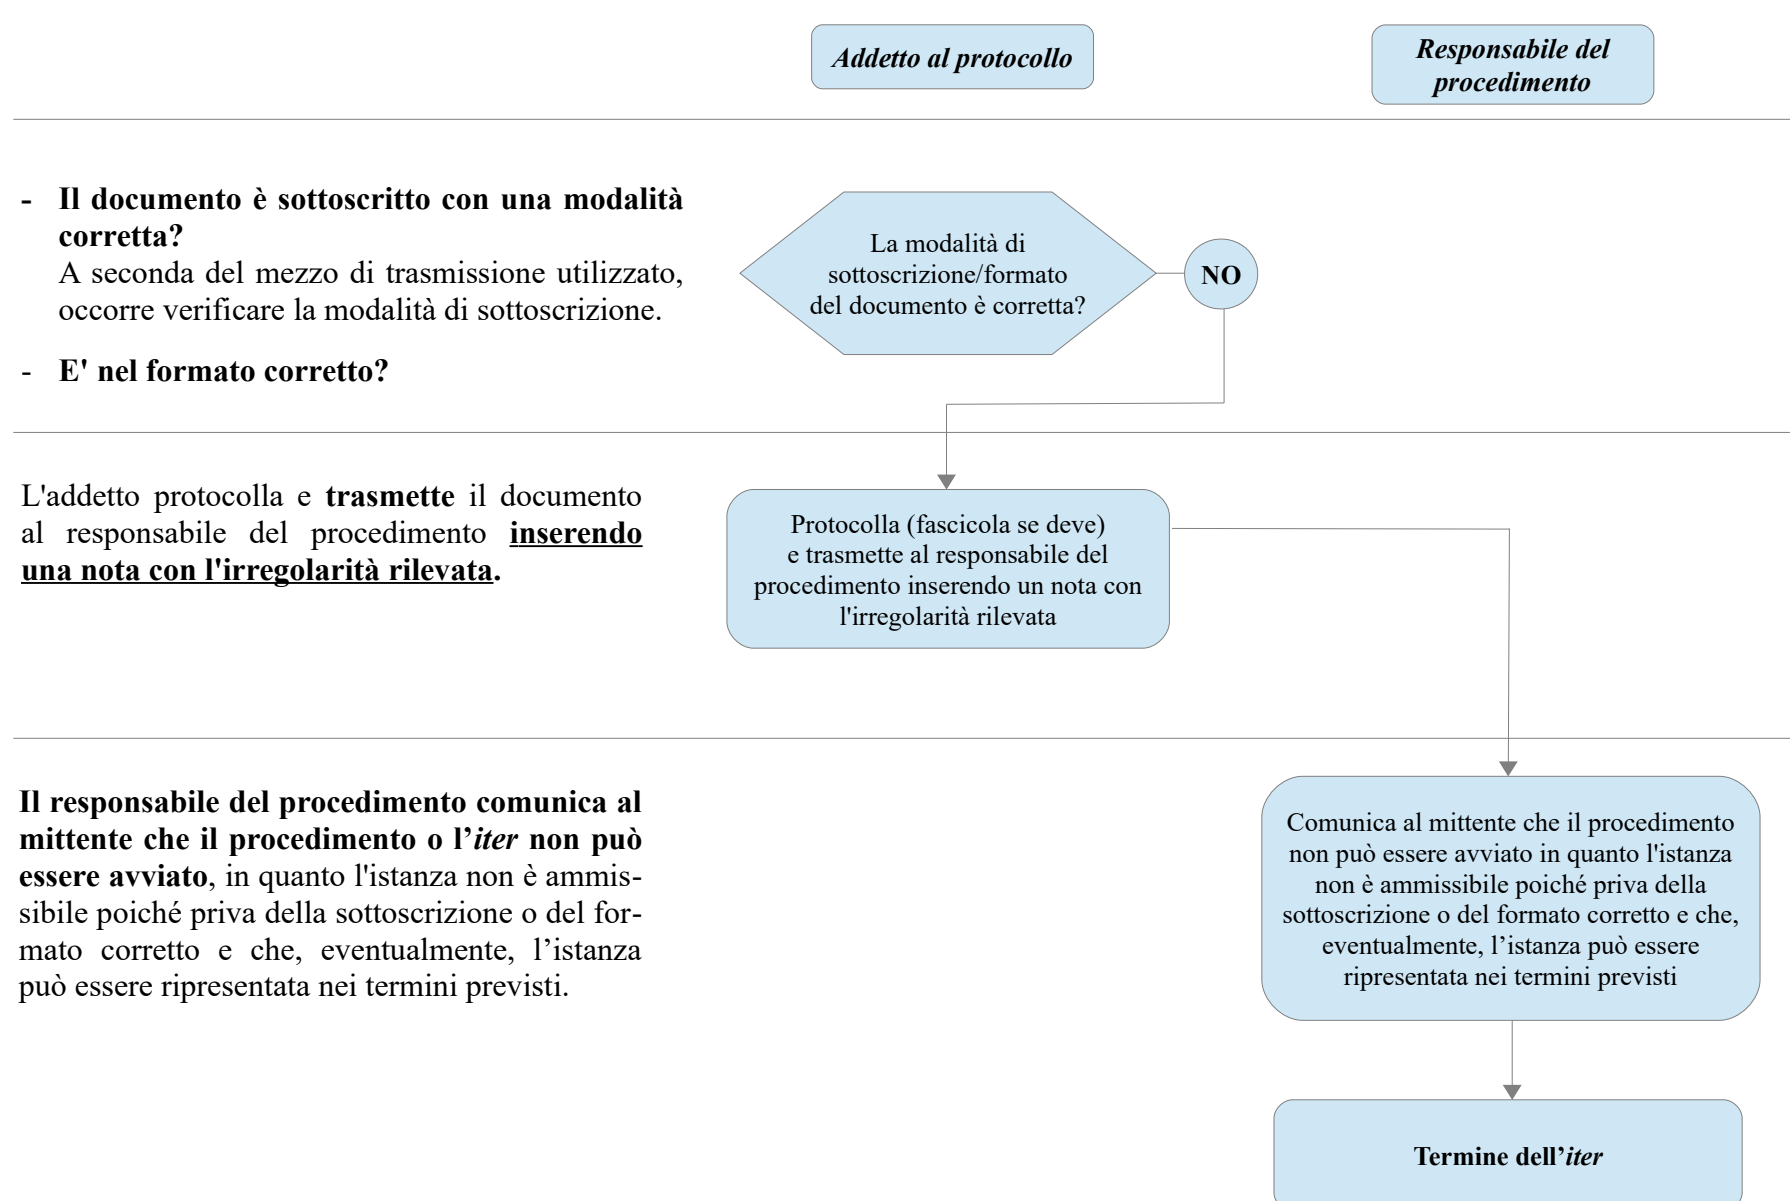 Addetto al protocollo
Responsabile del
procedimento
- Il documento è sottoscritto con una modalità
corretta?
A seconda del mezzo di trasmissione utilizzato,
occorre verificare la modalità di sottoscrizione.
- E' nel formato corretto?
La modalità di
sottoscrizione/formato
del documento è corretta?
NO
L'addetto protocolla e trasmette il documento
al responsabile del procedimento inserendo
una nota con l'irregolarità rilevata.
Protocolla (fascicola se deve)
e trasmette al responsabile del
procedimento inserendo un nota con
l'irregolarità rilevata
Il responsabile del procedimento comunica al
mittente che il procedimento o l’iter non può
essere avviato, in quanto l'istanza non è ammis-
sibile poiché priva della sottoscrizione o del for-
mato corretto e che, eventualmente, l’istanza
può essere ripresentata nei termini previsti.
Comunica al mittente che il procedimento
non può essere avviato in quanto l'istanza
non è ammissibile poiché priva della
sottoscrizione o del formato corretto e che,
eventualmente, l’istanza può essere
ripresentata nei termini previsti
Termine dell’iter